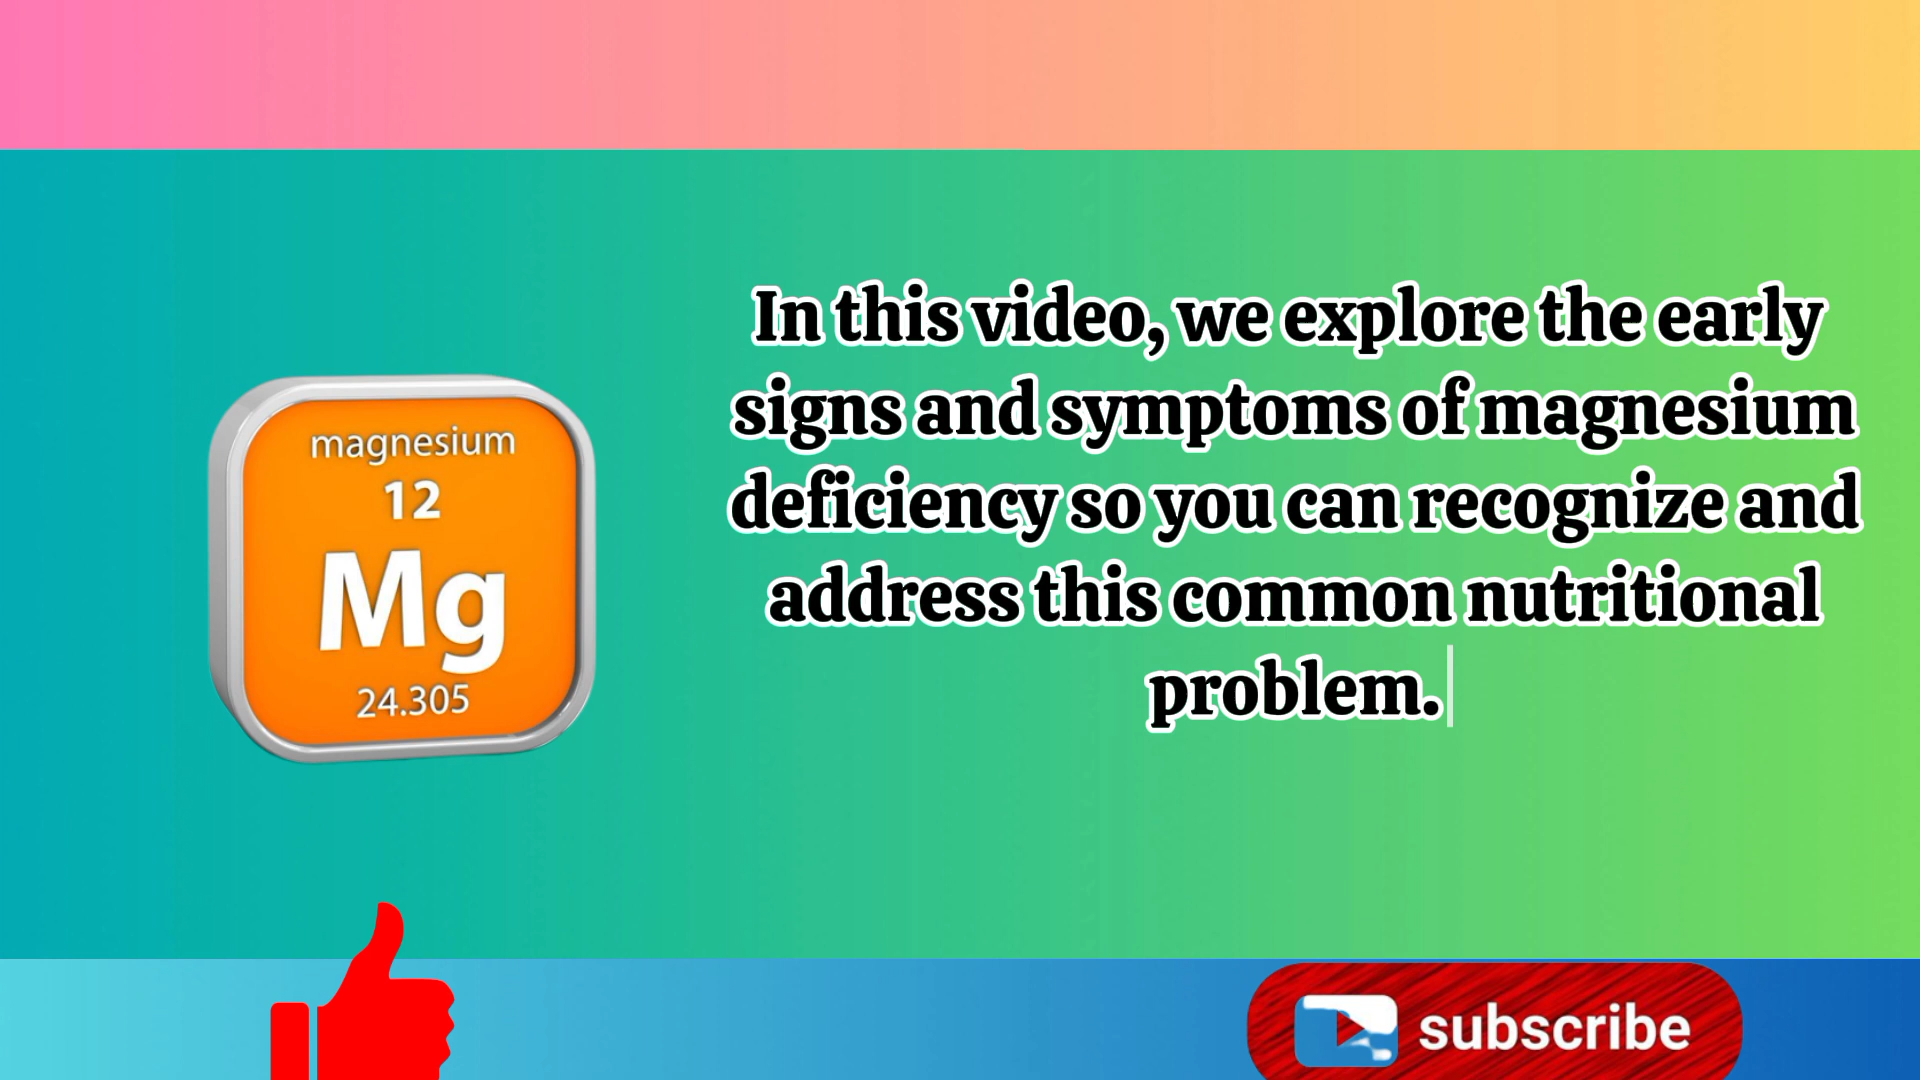 In this video, we explore the early
signs and symptoms of magnesium
deficiency so you can recognize and
address this common nutritional
problem.
magnesium
12
Mg
24.305
subscribe